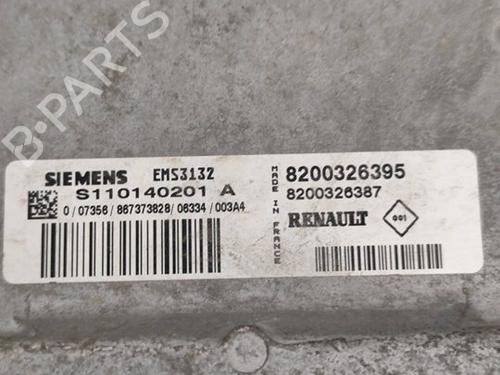 B-PARTS
SIEMENS EMS3132
S110140201 A
0 / 07356 / 867373828 / 06334 / 003A4
MADE IN FRANCE
8200326395
8200326387
RENAULT
001